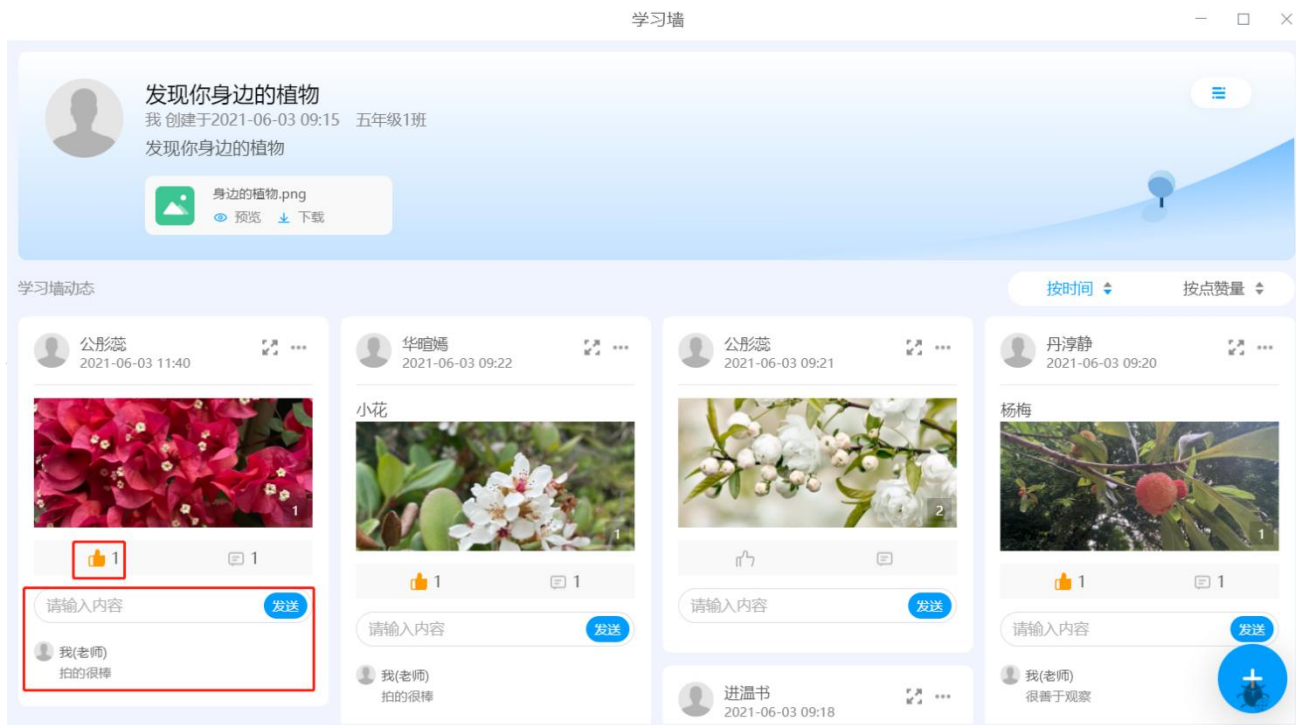 学习墙
发现你身边的植物
我 创建于2021-06-03 09:15 五年级1班
发现你身边的植物
身边的植物.png
预览 下载
学习墙动态
按时间 按点赞量
公彤蕊
2021-06-03 11:40
1
1 1
请输入内容 发送
我(老师)
拍的很棒
华暄嫣
2021-06-03 09:22
小花
1
1 1
请输入内容 发送
我(老师)
拍的很棒
公彤蕊
2021-06-03 09:21
2
请输入内容 发送
进温书
2021-06-03 09:18
丹淳静
2021-06-03 09:20
杨梅
1
1 1
请输入内容 发送
我(老师)
很善于观察